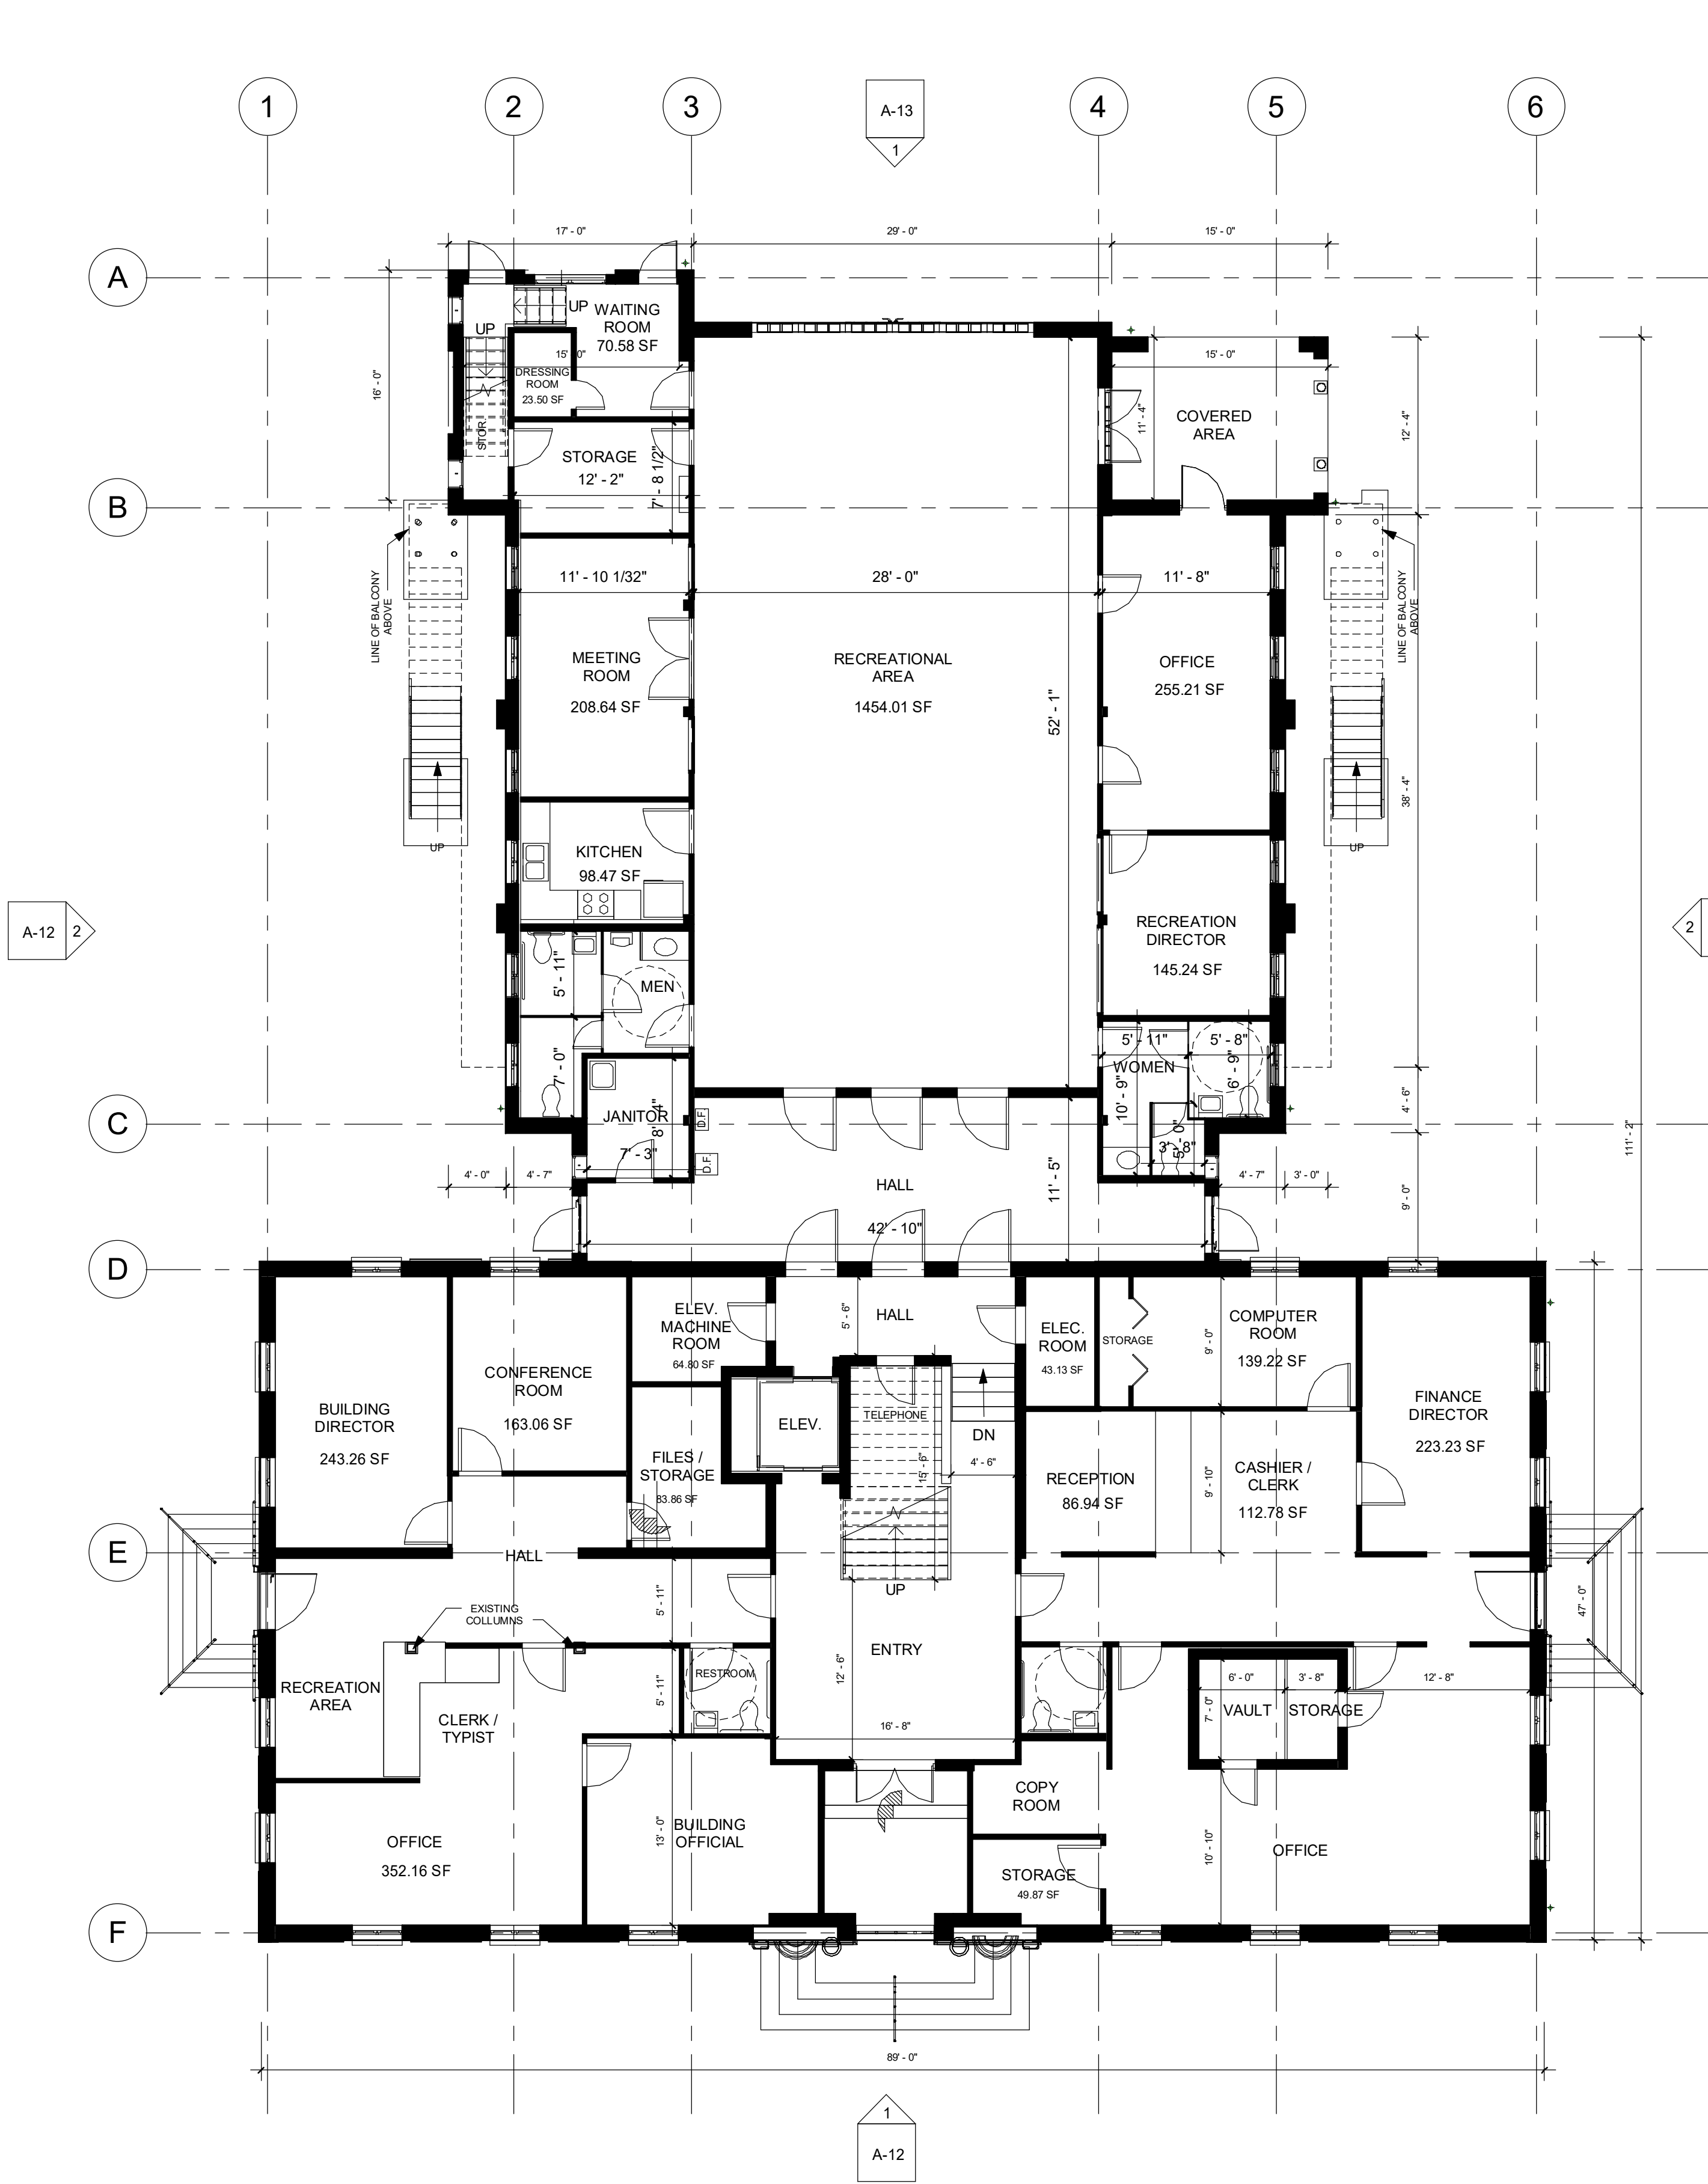 1
2
3
4
5
6
A-13
1
17' - 0"
29' - 0"
15' - 0"
A
UP
WAITING
ROOM
70.58 SF
UP
15' - 0"
DRESSING
ROOM
23.50 SF
15' - 0"
16' - 0"
STOR.
11' - 4"
COVERED
AREA
12' - 4"
STORAGE
12' - 2"
7' - 8 1/2"
B
LINE OF BALCONY
ABOVE
11' - 10 1/32"
28' - 0"
11' - 8"
LINE OF BALCONY
ABOVE
MEETING
ROOM
208.64 SF
RECREATIONAL
AREA
1454.01 SF
52' - 1"
OFFICE
255.21 SF
38' - 4"
UP
UP
KITCHEN
98.47 SF
A-12
2
2
RECREATION
DIRECTOR
145.24 SF
5' - 11"
MEN
7' - 0"
5' - 11"
5' - 8"
WOMEN
6' - 9"
10' - 9"
C
JANITOR
8' - 4"
7' - 3"
D.F.
D.F.
5' - 0"
3' - 8"
4' - 6"
111' - 2"
4' - 0"
4' - 7"
HALL
11' - 5"
4' - 7"
3' - 0"
9' - 0"
42' - 10"
D
ELEV.
MACHINE
ROOM
64.80 SF
5' - 6"
HALL
ELEC.
ROOM
43.13 SF
STORAGE
9' - 0"
COMPUTER
ROOM
139.22 SF
CONFERENCE
ROOM
163.06 SF
BUILDING
DIRECTOR
243.26 SF
ELEV.
TELEPHONE
DN
4' - 6"
15' - 6"
FINANCE
DIRECTOR
223.23 SF
FILES /
STORAGE
83.86 SF
RECEPTION
86.94 SF
9' - 10"
CASHIER /
CLERK
112.78 SF
E
HALL
UP
5' - 11"
47' - 0"
EXISTING
COLLUMNS
ENTRY
12' - 6"
RECREATION
AREA
CLERK /
TYPIST
5' - 11"
RESTROOM
16' - 8"
6' - 0"
3' - 8"
12' - 8"
7' - 0"
VAULT
STORAGE
COPY
ROOM
OFFICE
352.16 SF
13' - 0"
BUILDING
OFFICIAL
STORAGE
49.87 SF
10' - 10"
OFFICE
F
89' - 0"
1
A-12